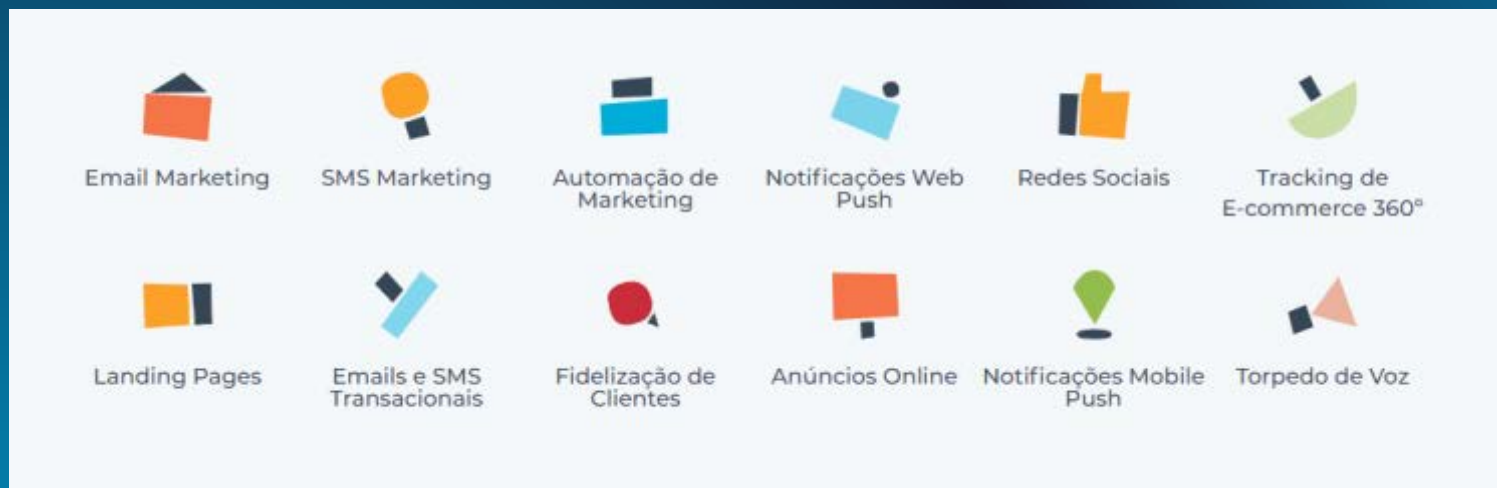 Email Marketing
SMS Marketing
Automação de
Marketing
Notificações Web
Push
Redes Sociais
Tracking de
E-commerce 360º
Landing Pages
Emails e SMS
Transacionais
Fidelização de
Clientes
Anúncios Online
Notificações Mobile
Push
Torpedo de Voz